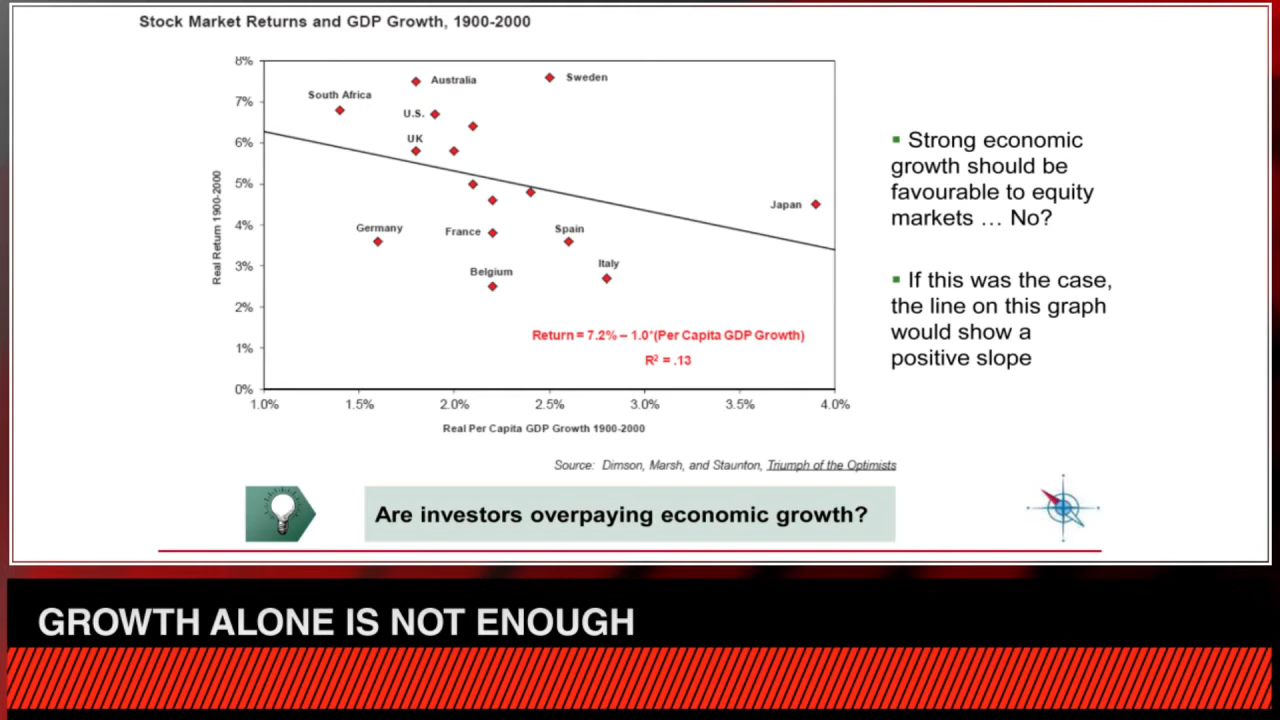 Stock Market Returns and GDP Growth, 1900-2000
8%
7%
6%
5%
4%
3%
2%
1%
0%
Real Return 1900-2000
Australia
Sweden
South Africa
U.S.
UK
Japan
Germany
France
Spain
Italy
Belgium
Return = 7.2% – 1.0*(Per Capita GDP Growth)
R² = .13
1.0% 1.5% 2.0% 2.5% 3.0% 3.5% 4.0%
Real Per Capita GDP Growth 1900-2000
▪ Strong economic
growth should be
favourable to equity
markets … No?
▪ If this was the case,
the line on this graph
would show a
positive slope
Source: Dimson, Marsh, and Staunton, Triumph of the Optimists
Are investors overpaying economic growth?
GROWTH ALONE IS NOT ENOUGH